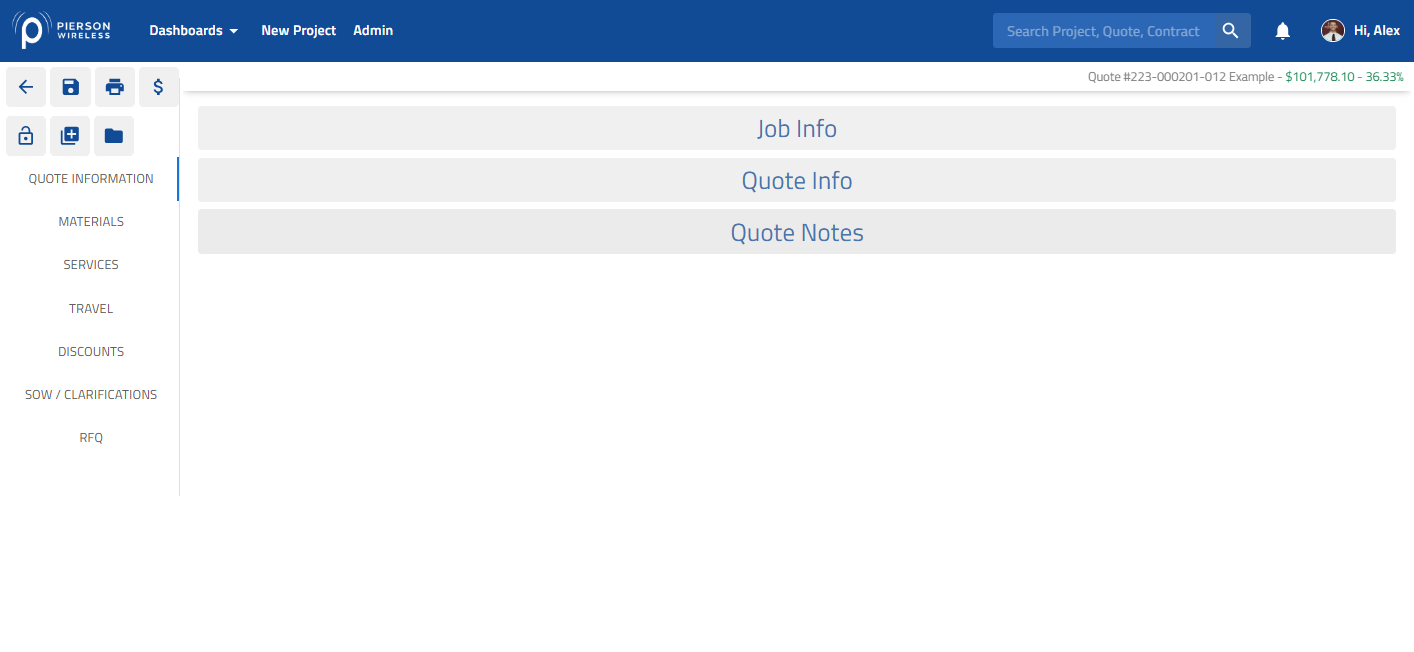 PIERSON
WIRELESS
Dashboards
New Project
Admin
Search Project, Quote, Contract
Hi, Alex
Quote #223-000201-012 Example - $101,778.10 - 36.33%
$
QUOTE INFORMATION
MATERIALS
SERVICES
TRAVEL
DISCOUNTS
SOW / CLARIFICATIONS
RFQ
Job Info
Quote Info
Quote Notes